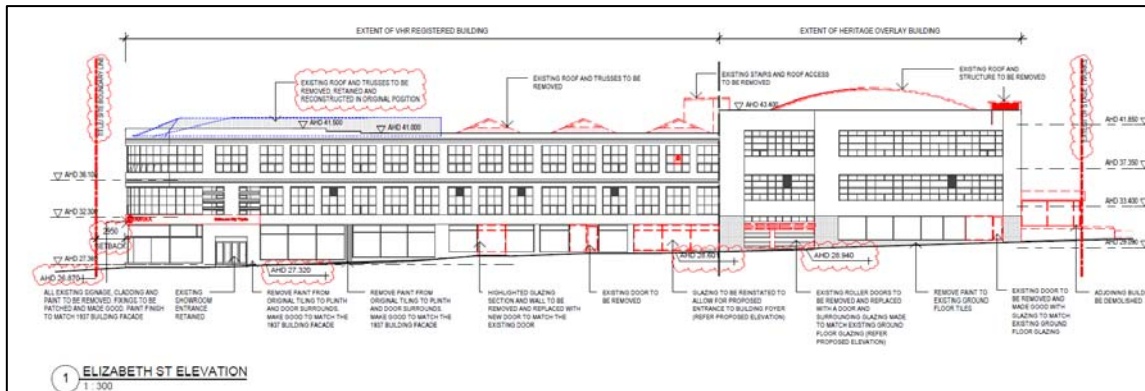 EXTENT OF VHR REGISTERED BUILDING
EXTENT OF HERITAGE OVERLAY BUILDING
EXISTING ROOF AND TRUSSES TO BE
REMOVED, RETAINED AND
RECONSTRUCTED IN ORIGINAL POSITION.
EXISTING ROOF AND TRUSSES TO BE
REMOVED
EXISTING STAIRS AND ROOF ACCESS
TO BE REMOVED
EXISTING ROOF AND
STRUCTURE TO BE REMOVED
AHD 43.400
AHD 41.500
AHD 41.000
AHD 41.850
AHD 37.350
AHD 33.400
AHD 36.10
AHD 32.30
2950
SETBACK
AHD 27.320
AHD 28.940
ALL EXISTING SIGNAGE, CLADDING AND
PAINT TO BE REMOVED. FIXINGS TO BE
PATCHED AND MADE GOOD. PAINT FINISH
TO MATCH 1937 BUILDING FACADE
EXISTING
SHOWROOM
ENTRANCE
RETAINED
REMOVE PAINT FROM
ORIGINAL TILING TO PLINTH
AND DOOR SURROUNDS.
MAKE GOOD TO MATCH THE
1937 BUILDING FACADE
REMOVE PAINT FROM
ORIGINAL TILING TO PLINTH
AND DOOR SURROUNDS.
MAKE GOOD TO MATCH THE
1937 BUILDING FACADE
HIGHLIGHTED GLAZING
SECTION AND WALL TO BE
REMOVED AND REPLACED WITH
NEW DOOR TO MATCH THE
EXISTING DOOR
EXISTING DOOR TO
BE REMOVED
GLAZING TO BE REINSTATED TO
ALLOW FOR PROPOSED
ENTRANCE TO BUILDING FOYER
(REFER PROPOSED ELEVATION)
EXISTING ROLLER DOORS TO
BE REMOVED AND REPLACED
WITH A DOOR AND
SURROUNDING GLAZING MADE
TO MATCH EXISTING GROUND
FLOOR GLAZING (REFER
PROPOSED ELEVATION)
REMOVE PAINT TO
EXISTING GROUND
FLOOR TILES
EXISTING DOOR TO
BE REMOVED AND
MADE GOOD WITH
GLAZING TO MATCH
EXISTING GROUND
FLOOR GLAZING
ADJOINING BUILD
BE DEMOLISHED
1 ELIZABETH ST ELEVATION
1 : 300